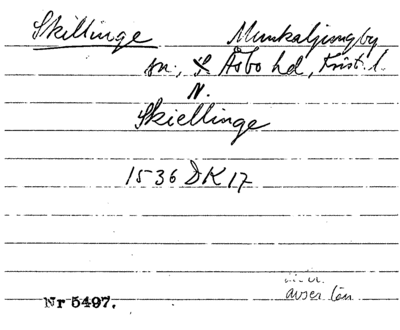 Skillinge Munkaljungby
sn, S. Åsbo hd, Krist. l.
N.
Skiellinge
1536 DK 17
avser län
Nr 5497.